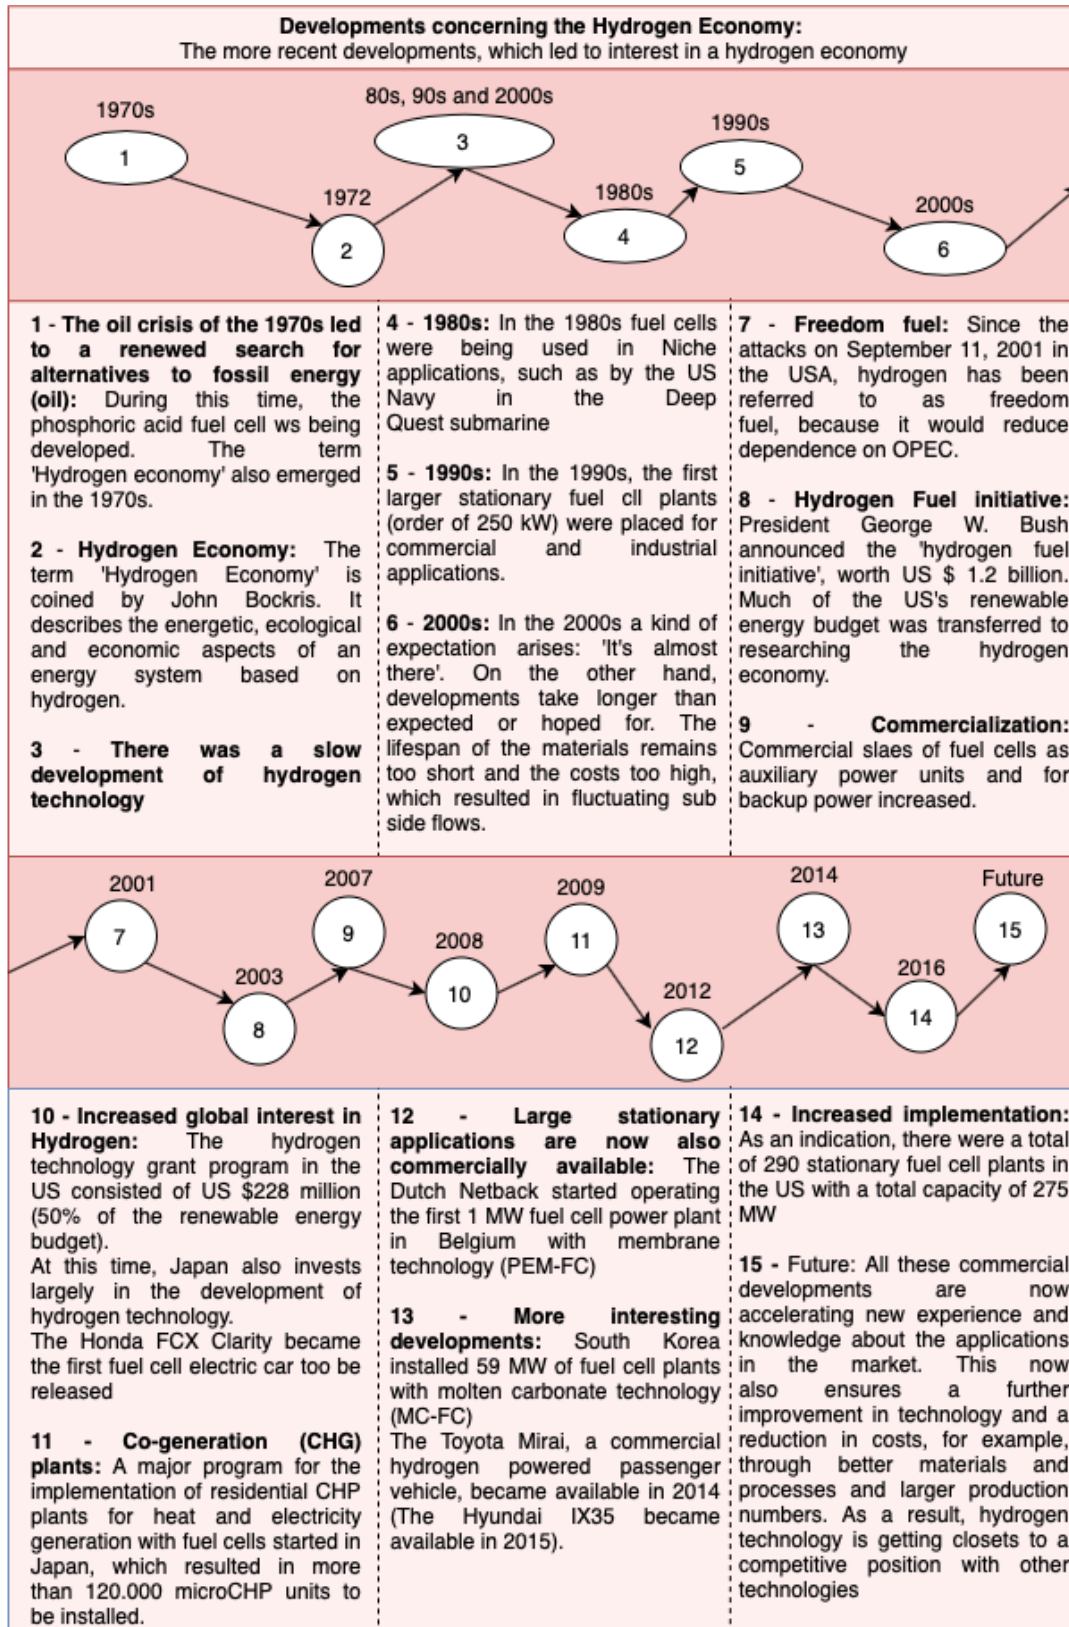 Developments concerning the Hydrogen Economy:
The more recent developments, which led to interest in a hydrogen economy
1970s
1
1972
2
80s, 90s and 2000s
3
1980s
4
1990s
5
2000s
6
1 - The oil crisis of the 1970s led
to a renewed search for
alternatives to fossil energy
(oil): During this time, the
phosphoric acid fuel cell ws being
developed. The term
'Hydrogen economy' also emerged
in the 1970s.
2 - Hydrogen Economy: The
term 'Hydrogen Economy' is
coined by John Bockris. It
describes the energetic, ecological
and economic aspects of an
energy system based on
hydrogen.
3 - There was a slow
development of hydrogen
technology
4 - 1980s: In the 1980s fuel cells
were being used in Niche
applications, such as by the US
Navy in the Deep
Quest submarine
5 - 1990s: In the 1990s, the first
larger stationary fuel cll plants
(order of 250 kW) were placed for
commercial and industrial
applications.
6 - 2000s: In the 2000s a kind of
expectation arises: 'It's almost
there'. On the other hand,
developments take longer than
expected or hoped for. The
lifespan of the materials remains
too short and the costs too high,
which resulted in fluctuating sub
side flows.
7 - Freedom fuel: Since the
attacks on September 11, 2001 in
the USA, hydrogen has been
referred to as freedom
fuel, because it would reduce
dependence on OPEC.
8 - Hydrogen Fuel initiative:
President George W. Bush
announced the 'hydrogen fuel
initiative', worth US $ 1.2 billion.
Much of the US's renewable
energy budget was transferred to
researching the hydrogen
economy.
9 - Commercialization:
Commercial slaes of fuel cells as
auxiliary power units and for
backup power increased.
2001
7
2003
8
2007
9
2008
10
2009
11
2012
12
2014
13
2016
14
Future
15
10 - Increased global interest in
Hydrogen: The hydrogen
technology grant program in the
US consisted of US $228 million
(50% of the renewable energy
budget).
At this time, Japan also invests
largely in the development of
hydrogen technology.
The Honda FCX Clarity became
the first fuel cell electric car too be
released
11 - Co-generation (CHG)
plants: A major program for the
implementation of residential CHP
plants for heat and electricity
generation with fuel cells started in
Japan, which resulted in more
than 120.000 microCHP units to
be installed.
12 - Large stationary
applications are now also
commercially available: The
Dutch Netback started operating
the first 1 MW fuel cell power plant
in Belgium with membrane
technology (PEM-FC)
13 - More interesting
developments: South Korea
installed 59 MW of fuel cell plants
with molten carbonate technology
(MC-FC)
The Toyota Mirai, a commercial
hydrogen powered passenger
vehicle, became available in 2014
(The Hyundai IX35 became
available in 2015).
14 - Increased implementation:
As an indication, there were a total
of 290 stationary fuel cell plants in
the US with a total capacity of 275
MW
15 - Future: All these commercial
developments are now
accelerating new experience and
knowledge about the applications
in the market. This now
also ensures a further
improvement in technology and a
reduction in costs, for example,
through better materials and
processes and larger production
numbers. As a result, hydrogen
technology is getting closets to a
competitive position with other
technologies